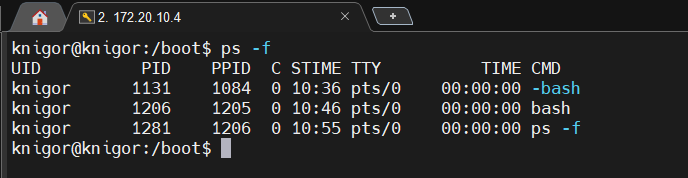 2. 172.20.10.4
knigor@knigor:/boot$ ps -f
UID          PID    PPID  C STIME TTY          TIME CMD
knigor      1131    1084  0 10:36 pts/0    00:00:00 -bash
knigor      1206    1205  0 10:46 pts/0    00:00:00 bash
knigor      1281    1206  0 10:55 pts/0    00:00:00 ps -f
knigor@knigor:/boot$